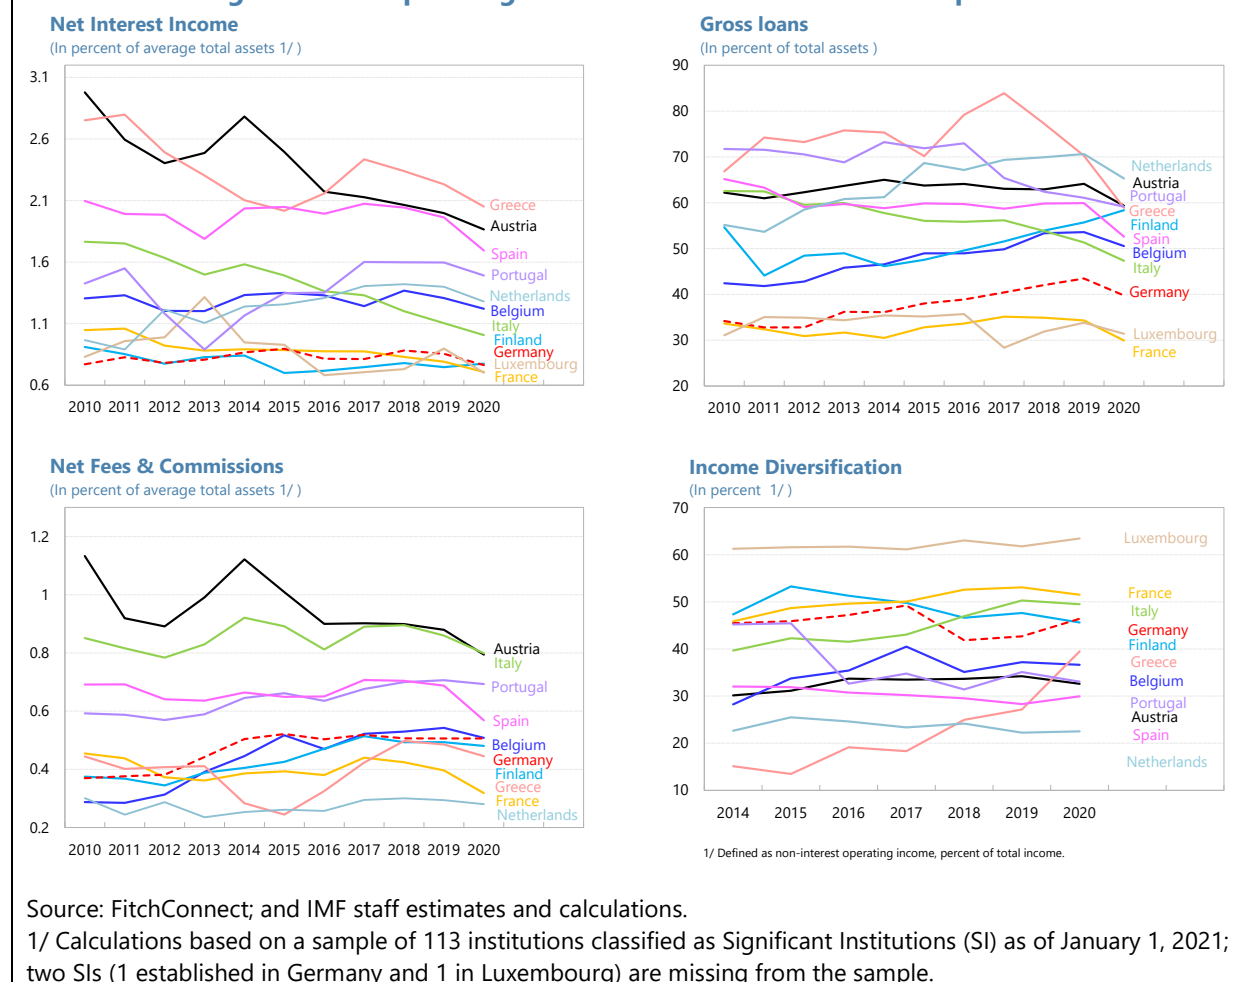 Net Interest Income
(In percent of average total assets 1/ )
3.1
2.6
2.1
1.6
1.1
0.6
Greece
Austria
Spain
Portugal
Netherlands
Belgium
Italy
Finland
Germany
Luxembourg
France
2010 2011 2012 2013 2014 2015 2016 2017 2018 2019 2020
Gross loans
(In percent of total assets )
90
80
70
60
50
40
30
20
Netherlands
Austria
Portugal
Greece
Finland
Spain
Belgium
Italy
Germany
Luxembourg
France
2010 2011 2012 2013 2014 2015 2016 2017 2018 2019 2020
Net Fees & Commissions
(In percent of average total assets 1/ )
1.2
1
0.8
0.6
0.4
0.2
Austria
Italy
Portugal
Spain
Belgium
Germany
Finland
Greece
France
Netherlands
2010 2011 2012 2013 2014 2015 2016 2017 2018 2019 2020
Income Diversification
(In percent 1/ )
70
60
50
40
30
20
10
Luxembourg
France
Italy
Germany
Finland
Greece
Belgium
Portugal
Austria
Spain
Netherlands
2014 2015 2016 2017 2018 2019 2020
1/ Defined as non-interest operating income, percent of total income.
Source: FitchConnect; and IMF staff estimates and calculations.
1/ Calculations based on a sample of 113 institutions classified as Significant Institutions (SI) as of January 1, 2021;
two SIs (1 established in Germany and 1 in Luxembourg) are missing from the sample.